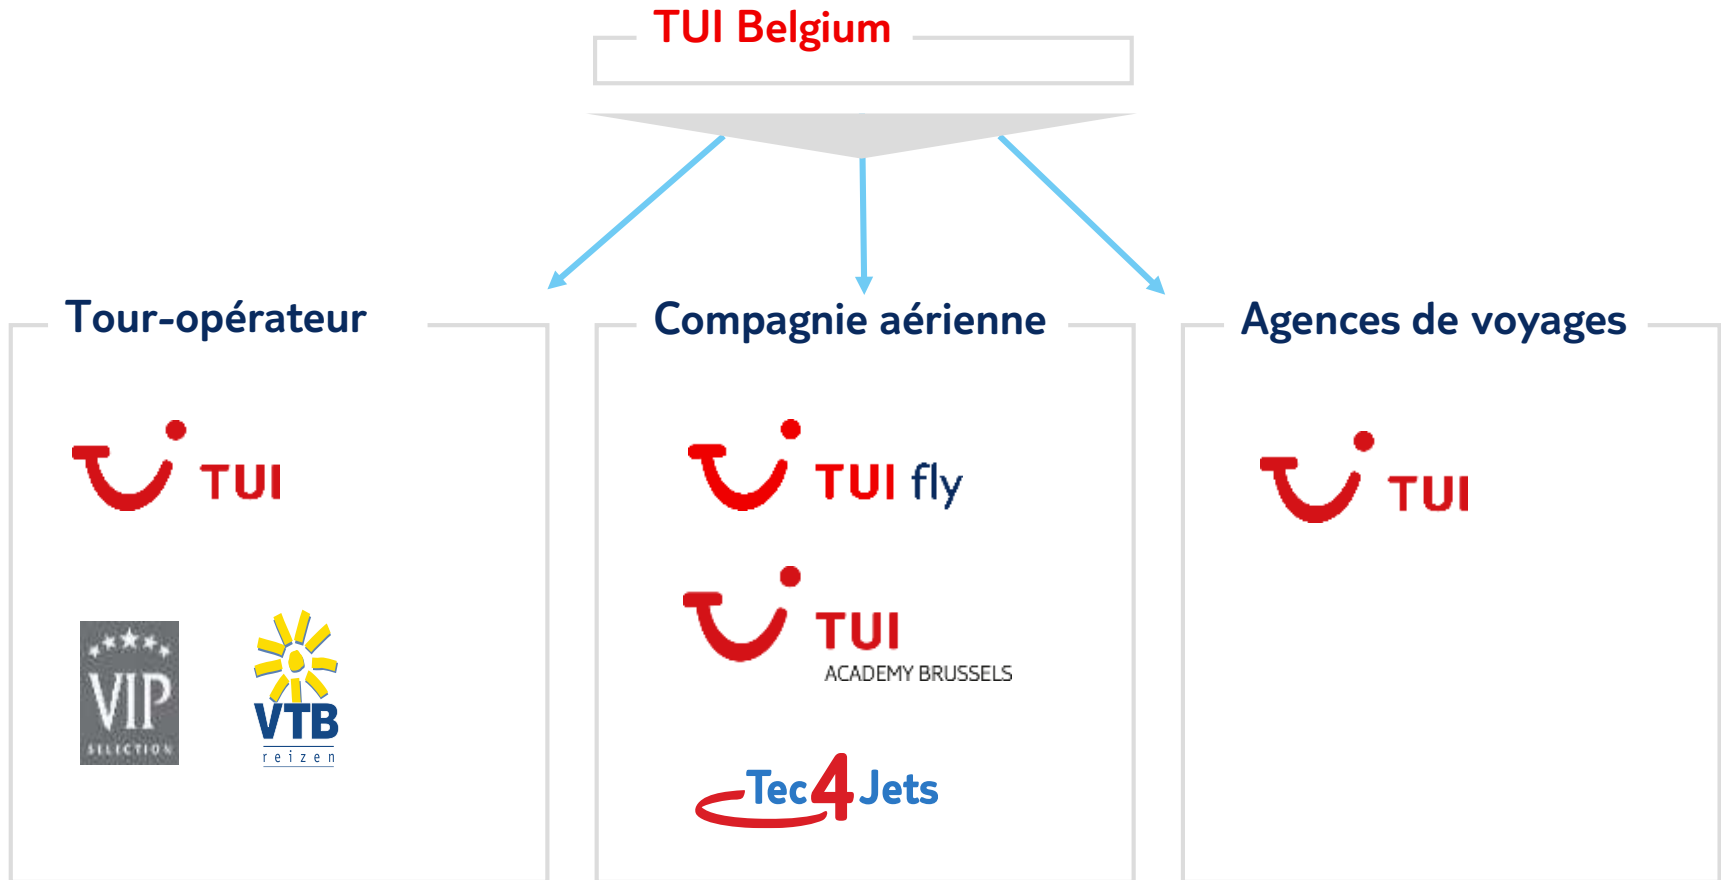 TUI Belgium
Tour-opérateur
TUI
VIP
SELECTION
VTB
reizen
Compagnie aérienne
TUI fly
TUI
ACADEMY BRUSSELS
Tec4Jets
Agences de voyages
TUI